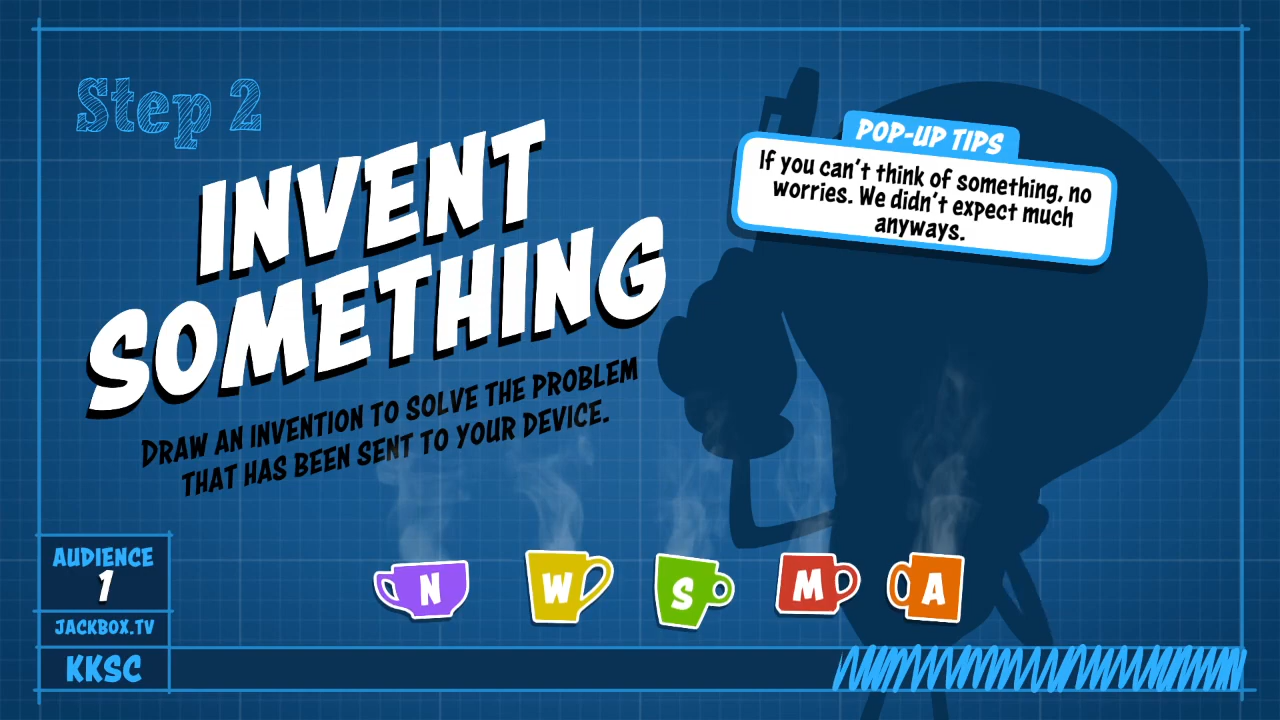 Step 2
INVENT
SOMETHING
DRAW AN INVENTION TO SOLVE THE PROBLEM
THAT HAS BEEN SENT TO YOUR DEVICE.
POP-UP TIPS
If you can't think of something, no
worries. We didn't expect much
anyways.
N W S M A
AUDIENCE
1
JACKBOX.TV
KKSC